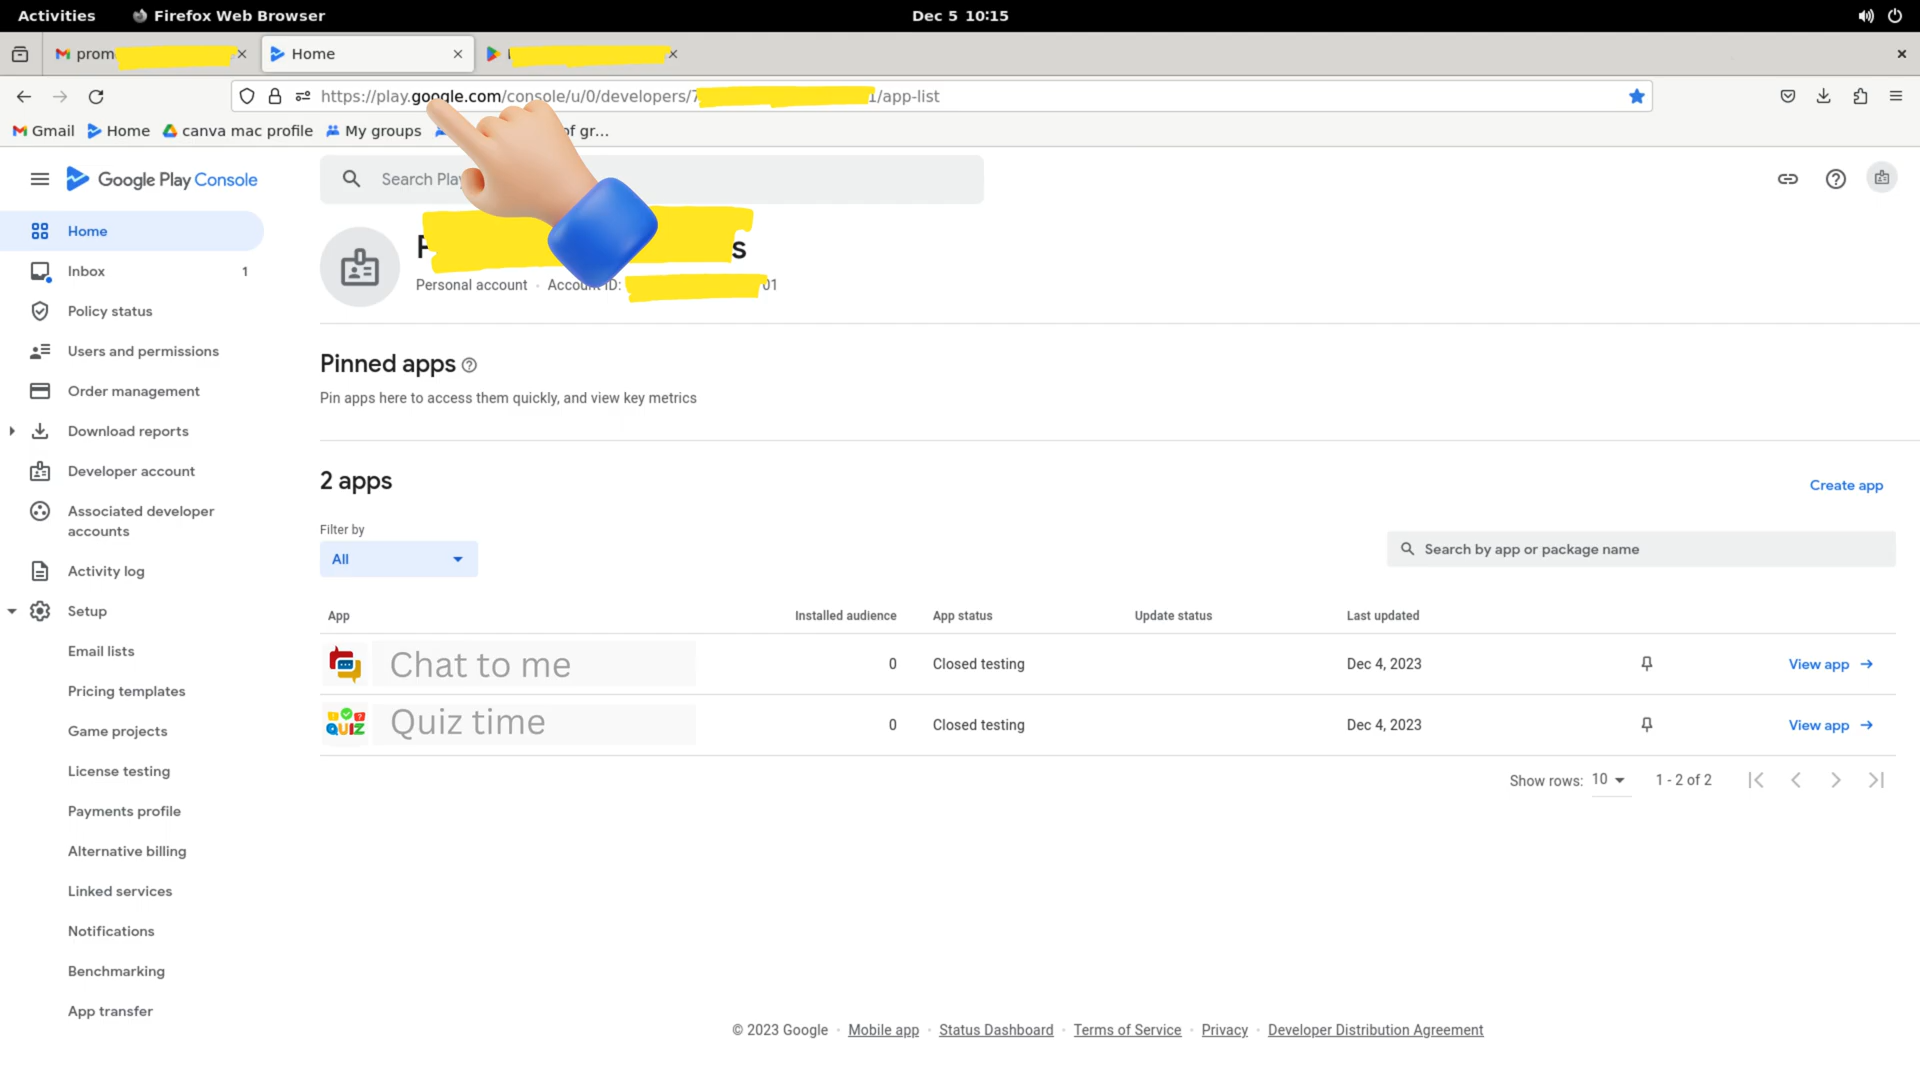 Activities Firefox Web Browser Dec 5 10:15
prom Home
https://play.google.com/console/u/0/developers/7 1/app-list
Gmail Home canva mac profile My groups of gr...
Google Play Console Search Play
Home
Inbox 1
Policy status
Users and permissions
Order management
Download reports
Developer account
Associated developer
accounts
Activity log
Setup
Email lists
Pricing templates
Game projects
License testing
Payments profile
Alternative billing
Linked services
Notifications
Benchmarking
App transfer
s
Personal account · Account ID: 01
Pinned apps
Pin apps here to access them quickly, and view key metrics
2 apps
Create app
Filter by
All
Search by app or package name
App Installed audience App status Update status Last updated
Chat to me 0 Closed testing Dec 4, 2023 View app
QUIZ Quiz time 0 Closed testing Dec 4, 2023 View app
Show rows: 10 1 - 2 of 2
© 2023 Google · Mobile app · Status Dashboard · Terms of Service · Privacy · Developer Distribution Agreement